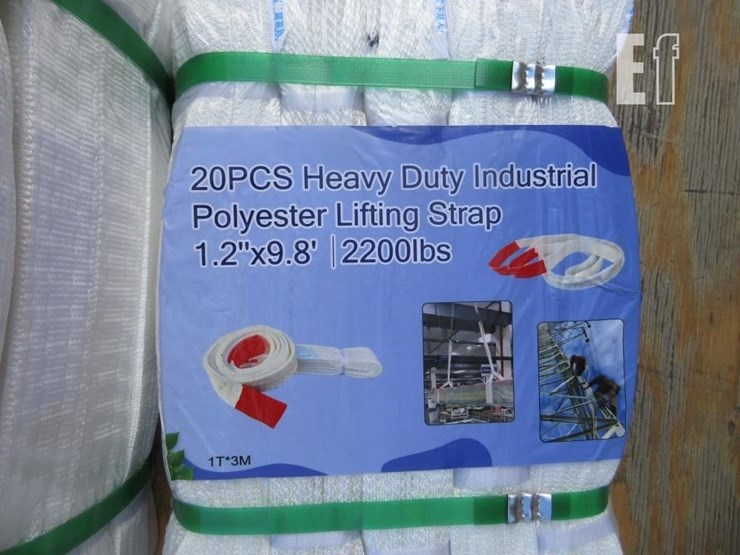 Ef
20PCS Heavy Duty Industrial
Polyester Lifting Strap
1.2"x9.8' | 2200lbs
1T*3M